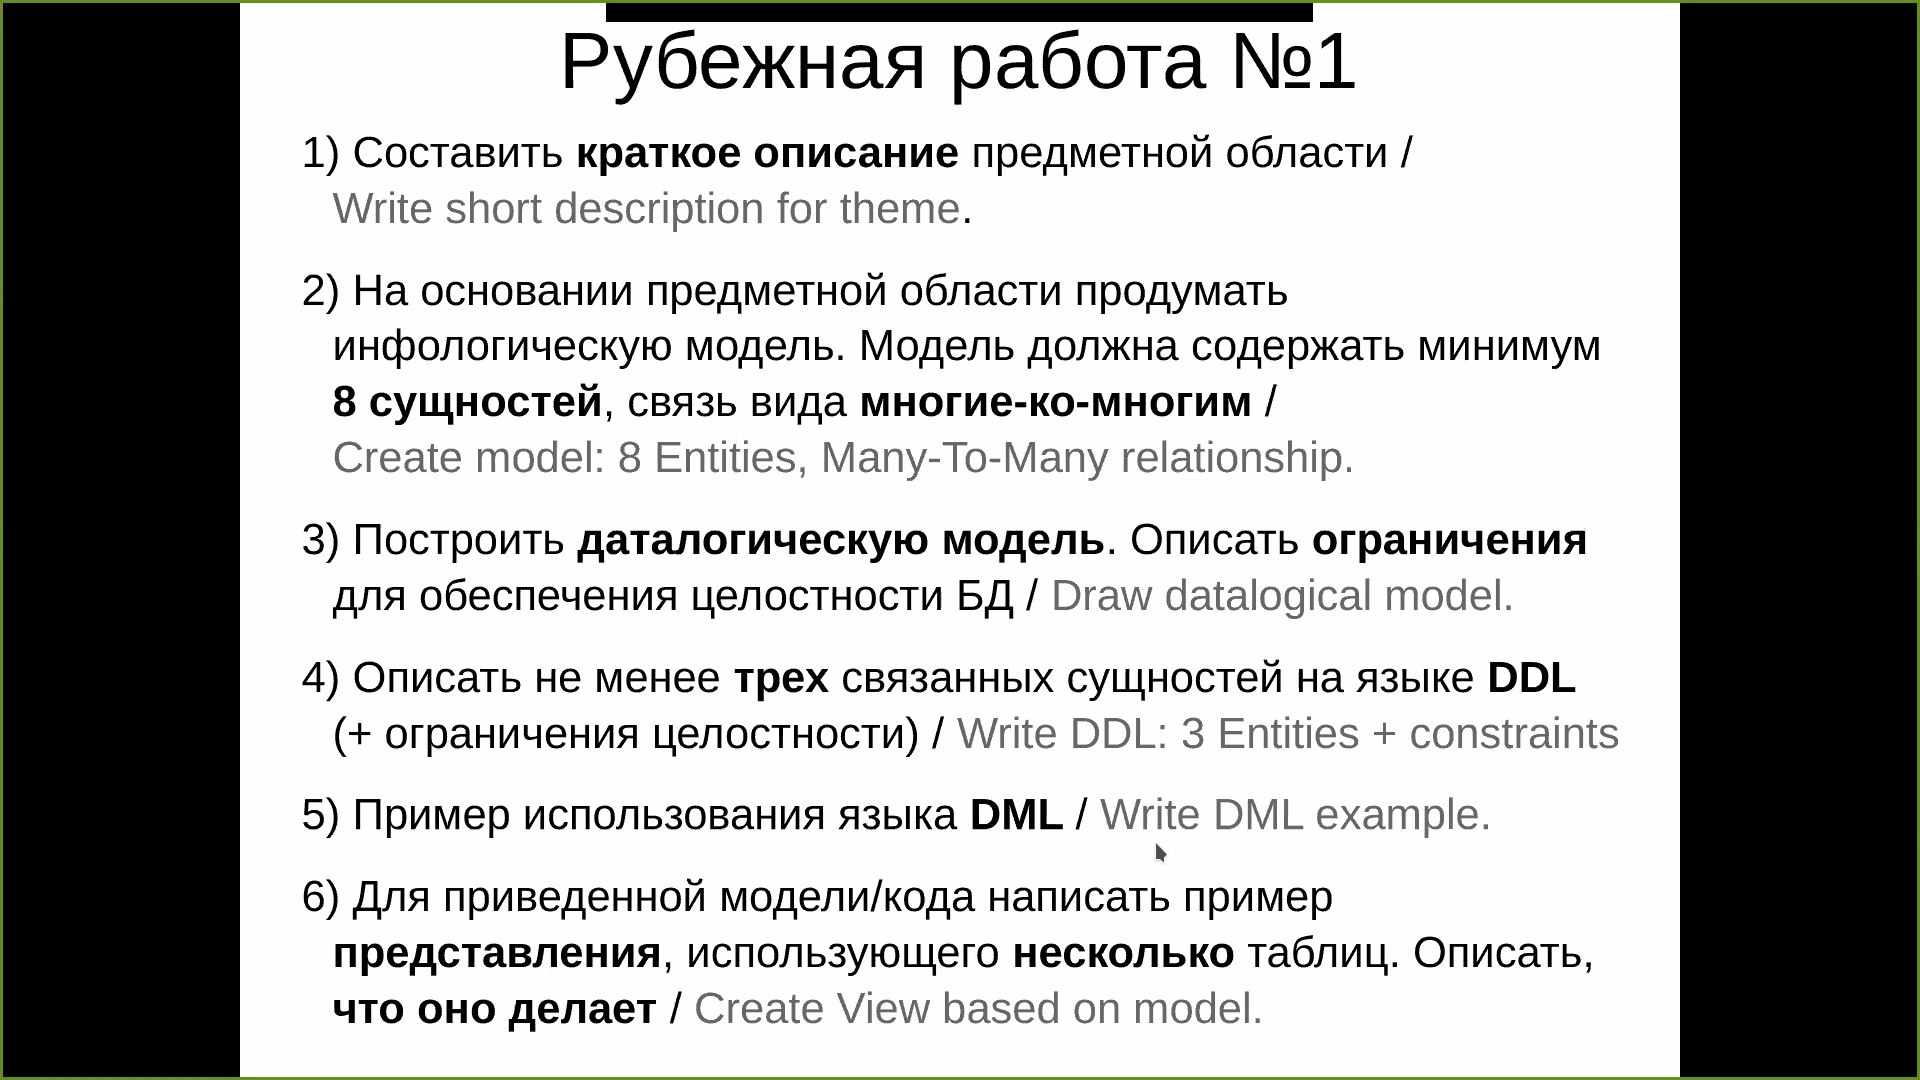 Рубежная работа №1
1) Составить краткое описание предметной области /
Write short description for theme.
2) На основании предметной области продумать
инфологическую модель. Модель должна содержать минимум
8 сущностей, связь вида многие-ко-многим /
Create model: 8 Entities, Many-To-Many relationship.
3) Построить даталогическую модель. Описать ограничения
для обеспечения целостности БД / Draw datalogical model.
4) Описать не менее трех связанных сущностей на языке DDL
(+ ограничения целостности) / Write DDL: 3 Entities + constraints
5) Пример использования языка DML / Write DML example.
6) Для приведенной модели/кода написать пример
представления, использующего несколько таблиц. Описать,
что оно делает / Create View based on model.